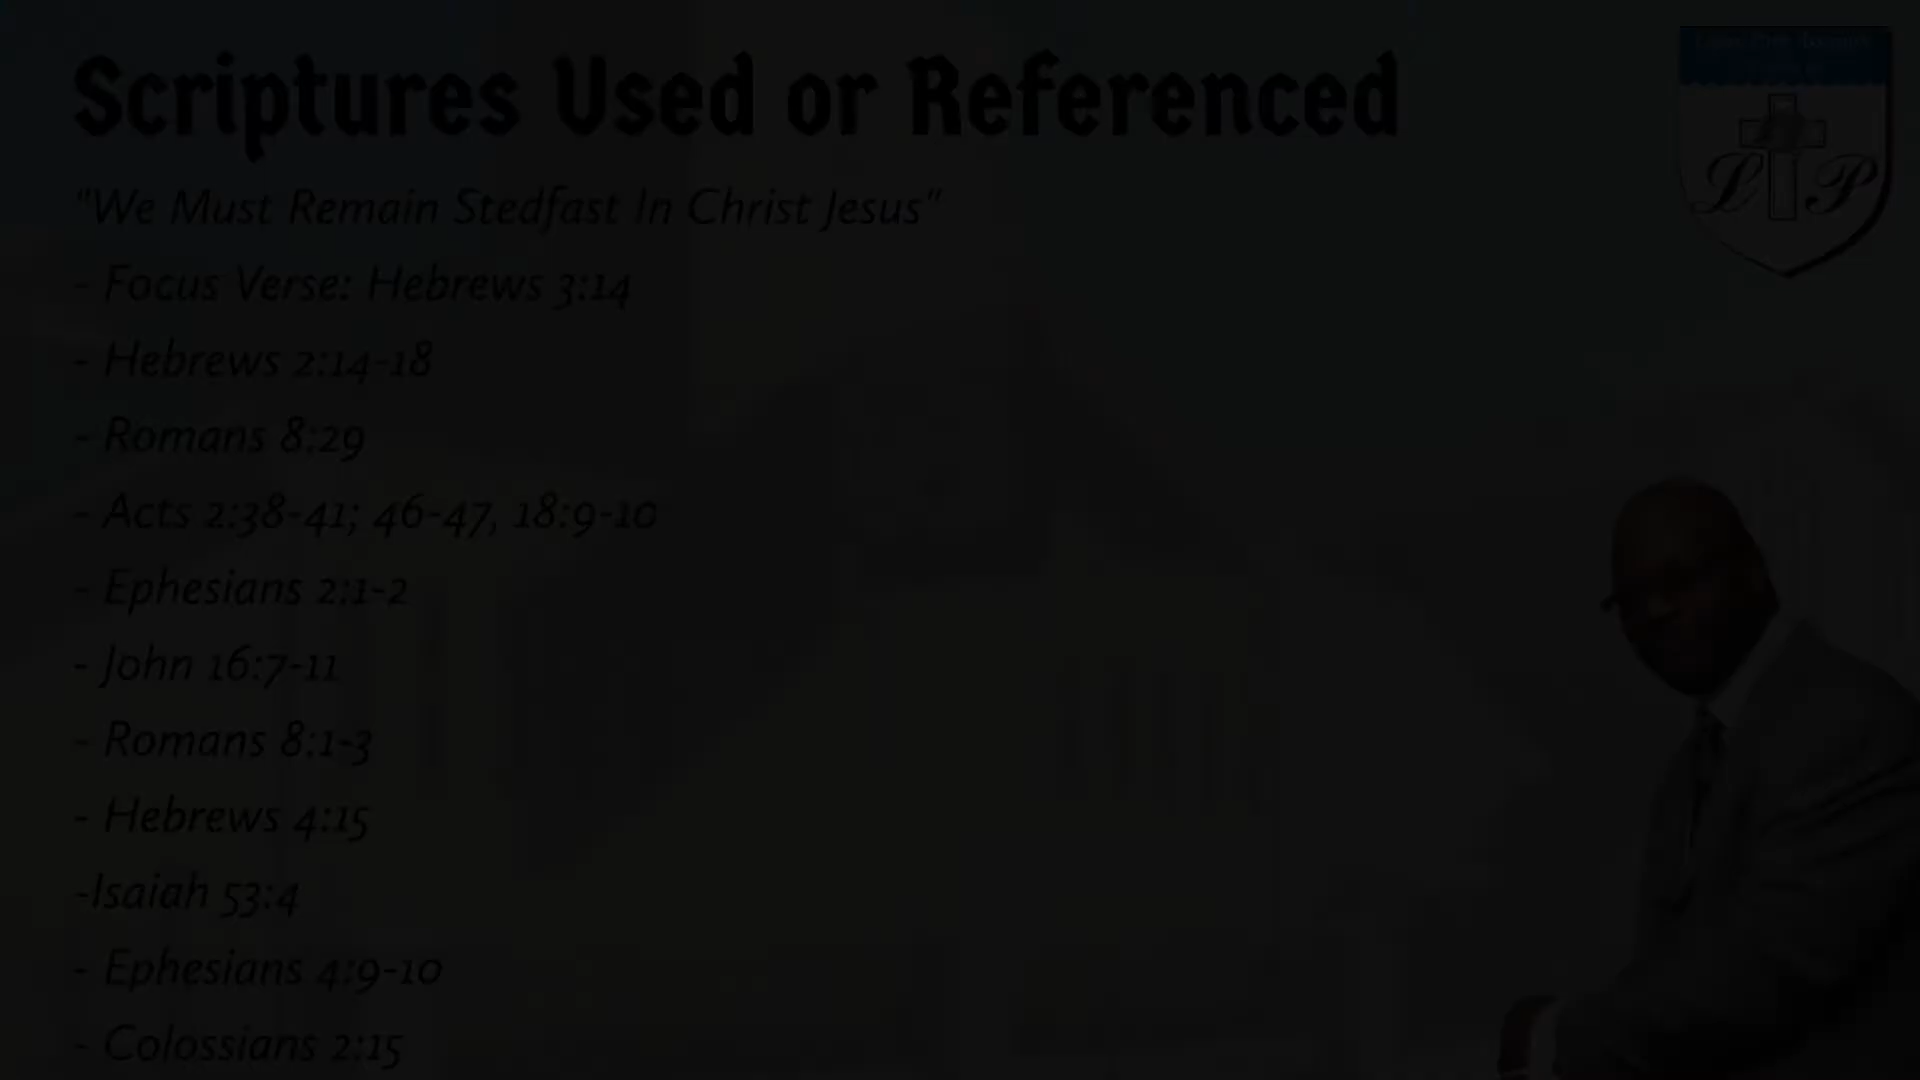 Scriptures Used or Referenced
"We Must Remain Stedfast In Christ Jesus"
- Focus Verse: Hebrews 3:14
- Hebrews 2:14-18
- Romans 8:29
- Acts 2:38-41; 46-47, 18:9-10
- Ephesians 2:1-2
- John 16:7-11
- Romans 8:1-3
- Hebrews 4:15
-Isaiah 53:4
- Ephesians 4:9-10
- Colossians 2:15
L P